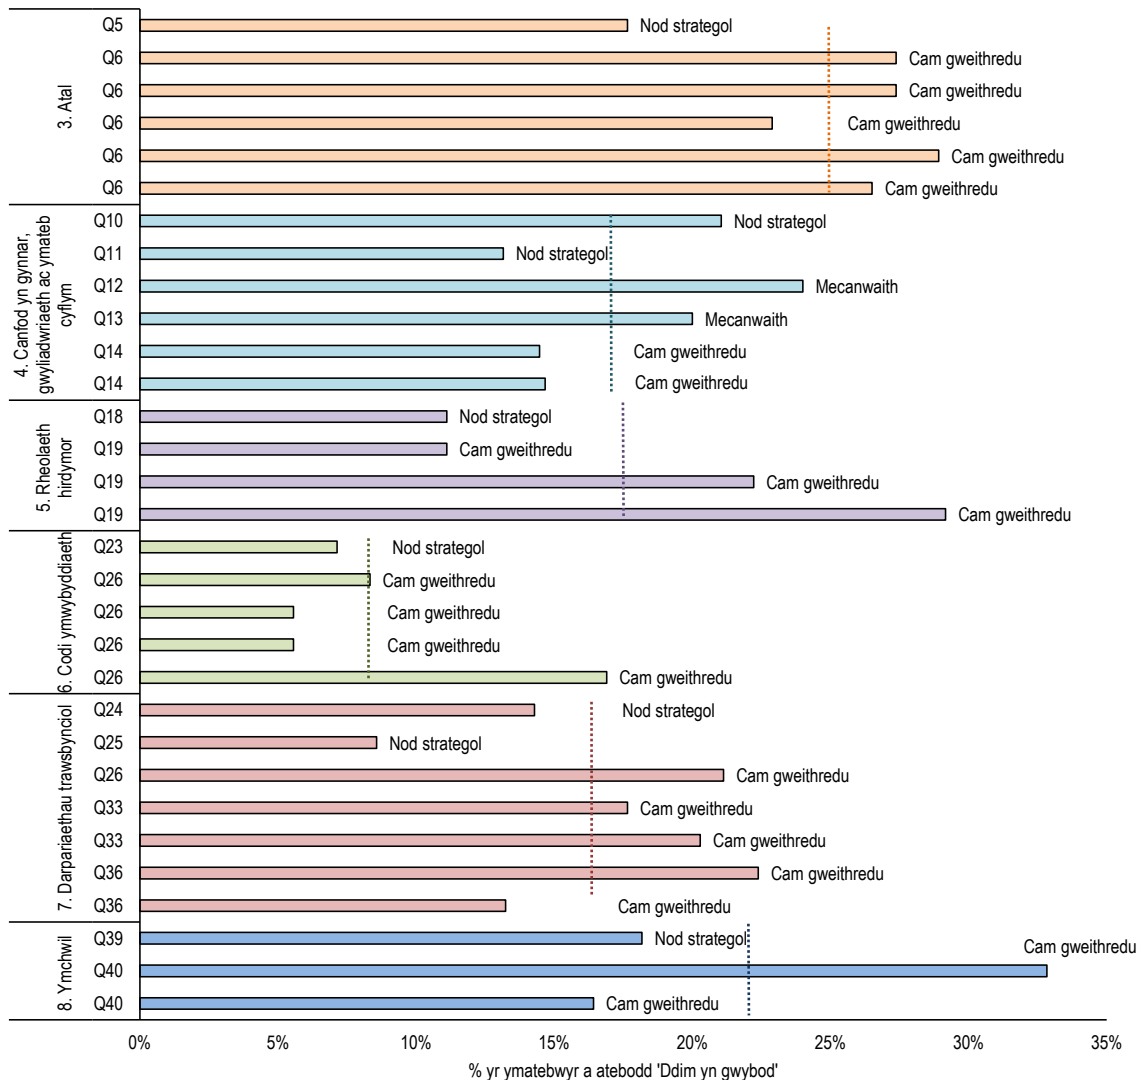 3. Atal
Q5 Nod strategol
Q6 Cam gweithredu
Q6 Cam gweithredu
Q6 Cam gweithredu
Q6 Cam gweithredu
Q6 Cam gweithredu
4. Canfod yn gynnar,
gwyliadwriaeth ac ymateb
cyflym
Q10 Nod strategol
Q11 Nod strategol
Q12 Mecanwaith
Q13 Mecanwaith
Q14 Cam gweithredu
Q14 Cam gweithredu
5. Rheolaeth
hirdymor
Q18 Nod strategol
Q19 Cam gweithredu
Q19 Cam gweithredu
Q19 Cam gweithredu
6. Codi ymwybyddiaeth
Q23 Nod strategol
Q26 Cam gweithredu
Q26 Cam gweithredu
Q26 Cam gweithredu
Q26 Cam gweithredu
7. Darpariaethau trawsbynciol
Q24 Nod strategol
Q25 Nod strategol
Q26 Cam gweithredu
Q33 Cam gweithredu
Q33 Cam gweithredu
Q36 Cam gweithredu
Q36 Cam gweithredu
8. Ymchwil
Q39 Nod strategol
Q40 Cam gweithredu
Q40 Cam gweithredu
0% 5% 10% 15% 20% 25% 30% 35%
% yr ymatebwyr a atebodd 'Ddim yn gwybod'